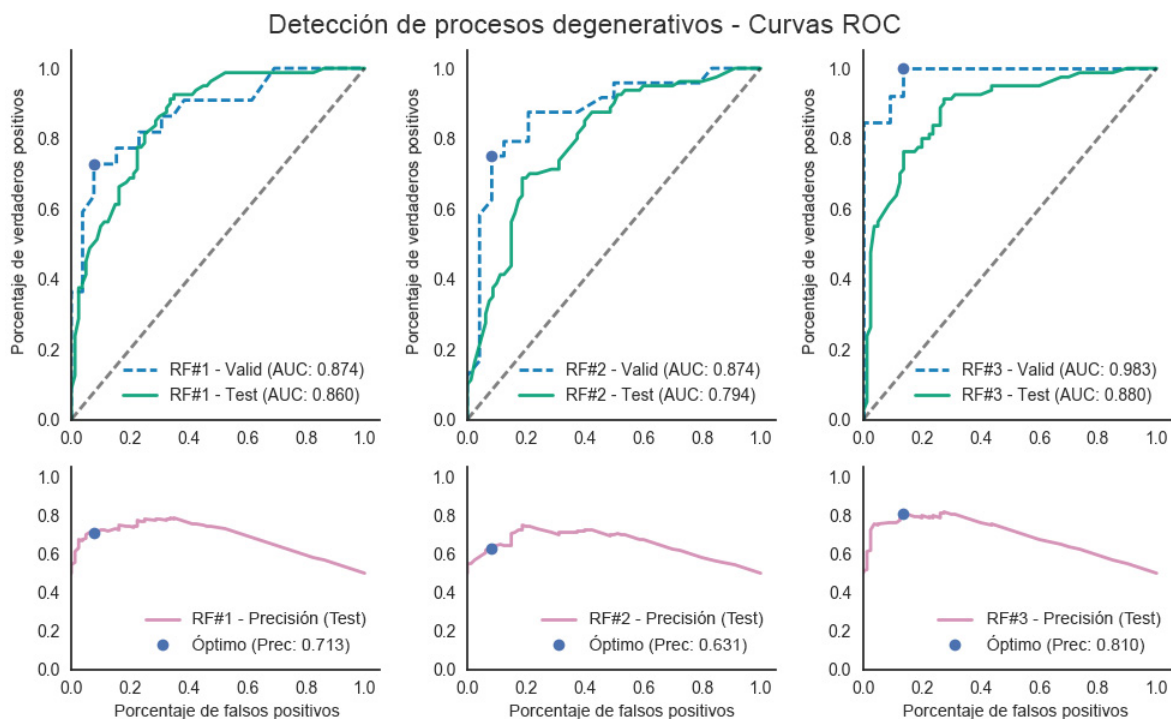 Detección de procesos degenerativos - Curvas ROC
Porcentaje de verdaderos positivos
1.0
0.8
0.6
0.4
0.2
0.0
RF#1 - Valid (AUC: 0.874)
RF#1 - Test (AUC: 0.860)
0.0 0.2 0.4 0.6 0.8 1.0
Porcentaje de verdaderos positivos
1.0
0.8
0.6
0.4
0.2
0.0
RF#2 - Valid (AUC: 0.874)
RF#2 - Test (AUC: 0.794)
0.0 0.2 0.4 0.6 0.8 1.0
Porcentaje de verdaderos positivos
1.0
0.8
0.6
0.4
0.2
0.0
RF#3 - Valid (AUC: 0.983)
RF#3 - Test (AUC: 0.880)
0.0 0.2 0.4 0.6 0.8 1.0
1.0
0.8
0.6
0.4
0.2
0.0
RF#1 - Precisión (Test)
Óptimo (Prec: 0.713)
0.0 0.2 0.4 0.6 0.8 1.0
Porcentaje de falsos positivos
1.0
0.8
0.6
0.4
0.2
0.0
RF#2 - Precisión (Test)
Óptimo (Prec: 0.631)
0.0 0.2 0.4 0.6 0.8 1.0
Porcentaje de falsos positivos
1.0
0.8
0.6
0.4
0.2
0.0
RF#3 - Precisión (Test)
Óptimo (Prec: 0.810)
0.0 0.2 0.4 0.6 0.8 1.0
Porcentaje de falsos positivos